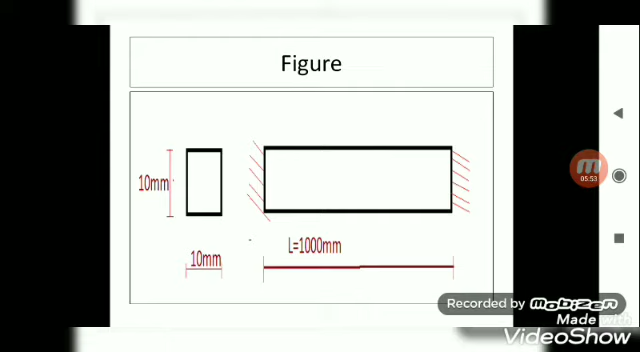 Figure
10mm
10mm
L=1000mm
05:53
Recorded by MOBIZEN
Made with
VideoShow